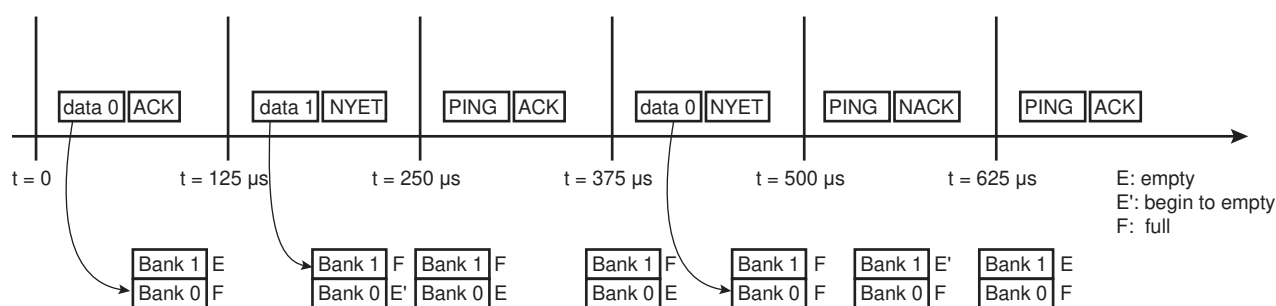 data 0 ACK data 1 NYET PING ACK data 0 NYET PING NACK PING ACK
t = 0 t = 125 µs t = 250 µs t = 375 µs t = 500 µs t = 625 µs E: empty
E': begin to empty
F: full
Bank 1 E Bank 1 F Bank 1 F Bank 1 F Bank 1 F Bank 1 E' Bank 1 E
Bank 0 F Bank 0 E' Bank 0 E Bank 0 E Bank 0 F Bank 0 F Bank 0 F